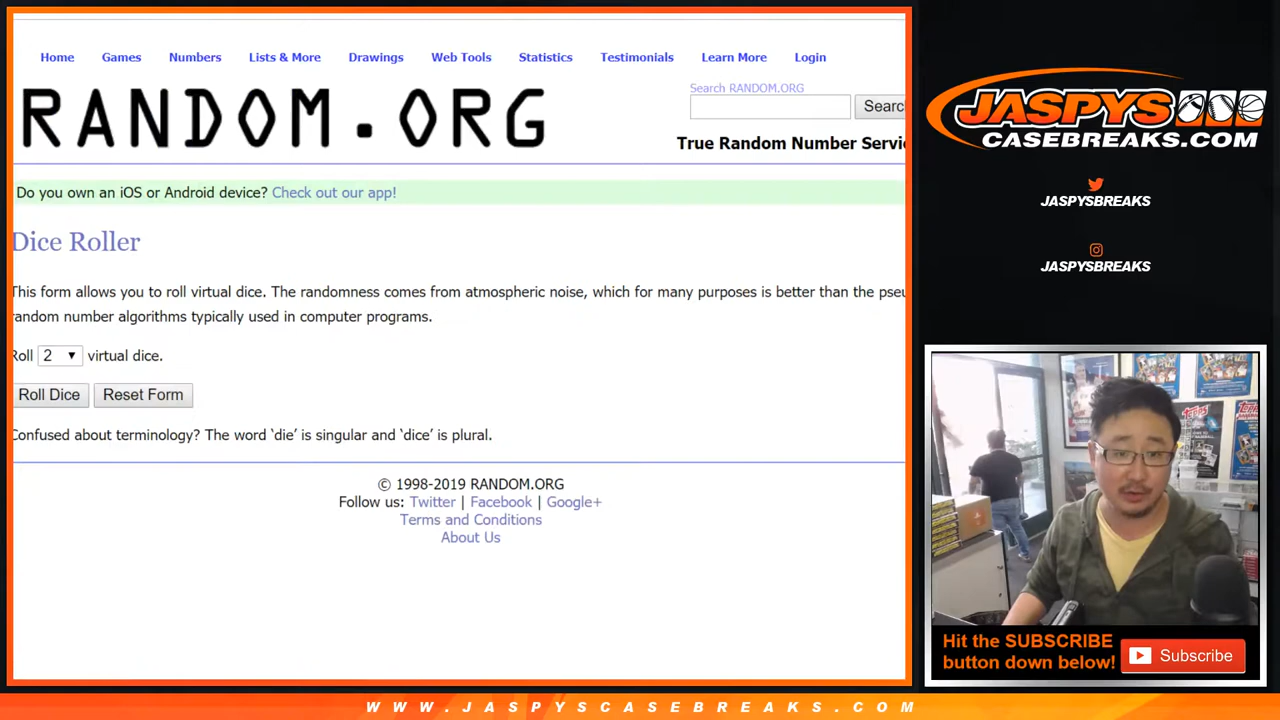 Home Games Numbers Lists & More Drawings Web Tools Statistics Testimonials Learn More Login
RANDOM.ORG
Search RANDOM.ORG
Searc
True Random Number Servi
Do you own an iOS or Android device? Check out our app!
Dice Roller
This form allows you to roll virtual dice. The randomness comes from atmospheric noise, which for many purposes is better than the pseu
random number algorithms typically used in computer programs.
Roll 2 virtual dice.
Roll Dice Reset Form
Confused about terminology? The word ‘die’ is singular and ‘dice’ is plural.
© 1998-2019 RANDOM.ORG
Follow us: Twitter | Facebook | Google+
Terms and Conditions
About Us
JASPYS
CASEBREAKS.COM
JASPYSBREAKS
JASPYSBREAKS
TOPPS
Hit the SUBSCRIBE
button down below!
Subscribe
WWW.JASPYSCASEBREAKS.COM